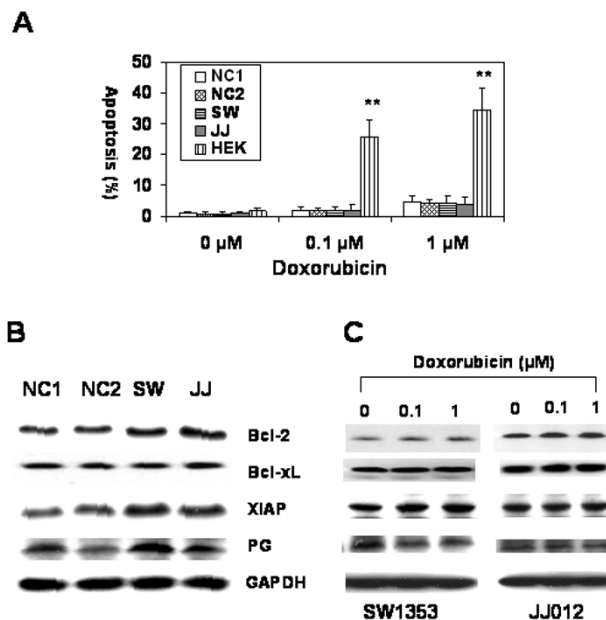 A
Apoptosis (%)
50
40
30
20
10
0
NC1
NC2
SW
JJ
HEK
**
**
0 µM
0.1 µM
1 µM
Doxorubicin
B
NC1 NC2 SW JJ
Bcl-2
Bcl-xL
XIAP
PG
GAPDH
C
Doxorubicin (µM)
0 0.1 1 0 0.1 1
SW1353 JJ012